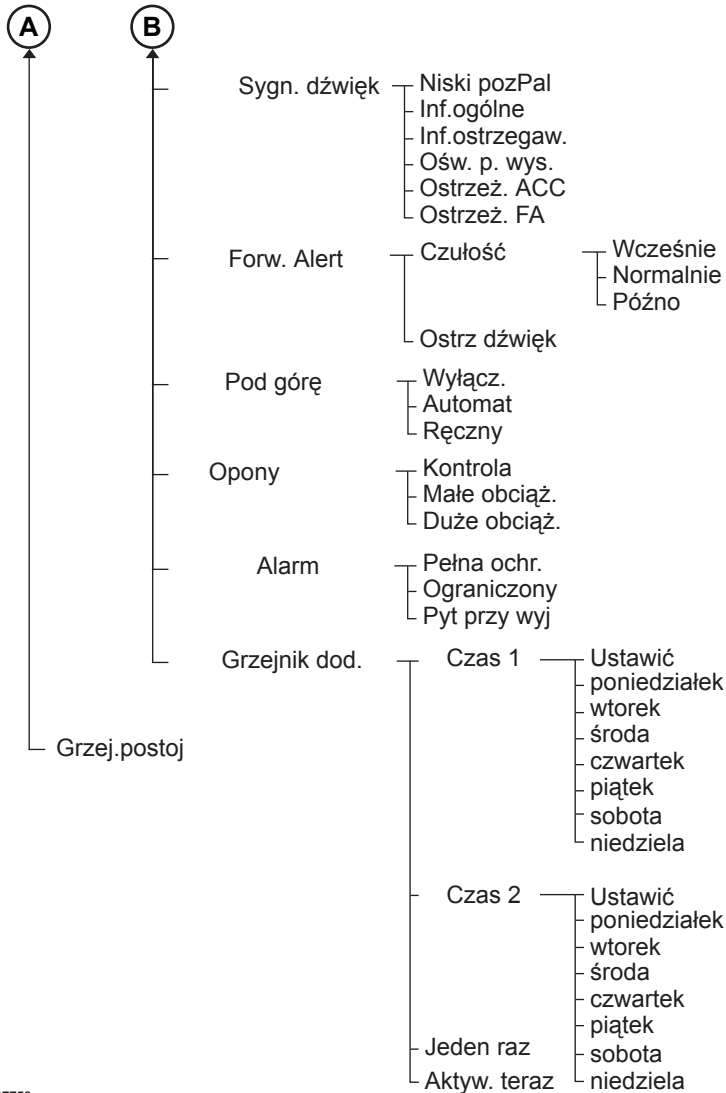 A
B
Sygn. dźwięk
Niski pozPal
Inf.ogólne
Inf.ostrzegaw.
Ośw. p. wys.
Ostrzeż. ACC
Ostrzeż. FA
Forw. Alert
Czułość
Wcześnie
Normalnie
Późno
Ostrz dźwięk
Pod górę
Wyłącz.
Automat
Ręczny
Opony
Kontrola
Małe obciąż.
Duże obciąż.
Alarm
Pełna ochr.
Ograniczony
Pyt przy wyj
Grzejnik dod.
Czas 1
Ustawić
poniedziałek
wtorek
środa
czwartek
piątek
sobota
niedziela
Grzej.postoj
Czas 2
Ustawić
poniedziałek
wtorek
środa
czwartek
piątek
sobota
niedziela
Jeden raz
Aktyw. teraz